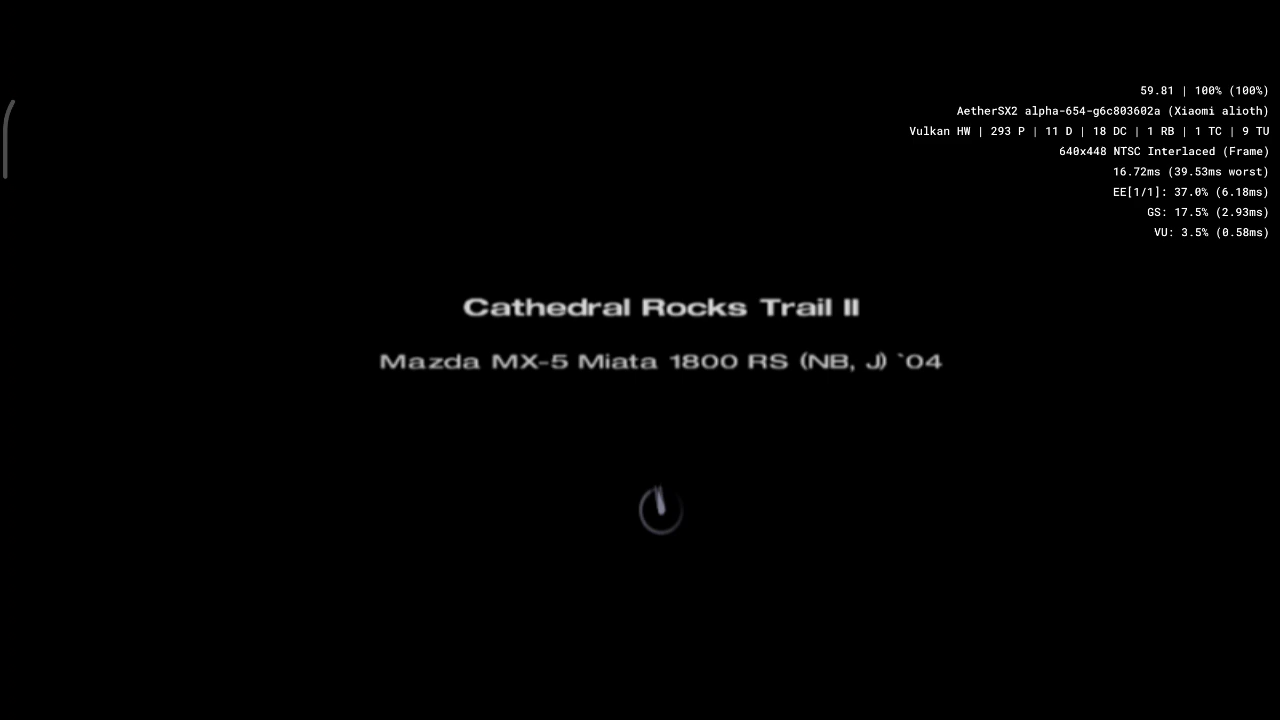 59.81 | 100% (100%)
AetherSX2 alpha-654-g6c803602a (Xiaomi alioth)
Vulkan HW | 293 P | 11 D | 18 DC | 1 RB | 1 TC | 9 TU
640x448 NTSC Interlaced (Frame)
16.72ms (39.53ms worst)
EE[1/1]: 37.0% (6.18ms)
GS: 17.5% (2.93ms)
VU: 3.5% (0.58ms)
Cathedral Rocks Trail II
Mazda MX-5 Miata 1800 RS (NB, J) `04